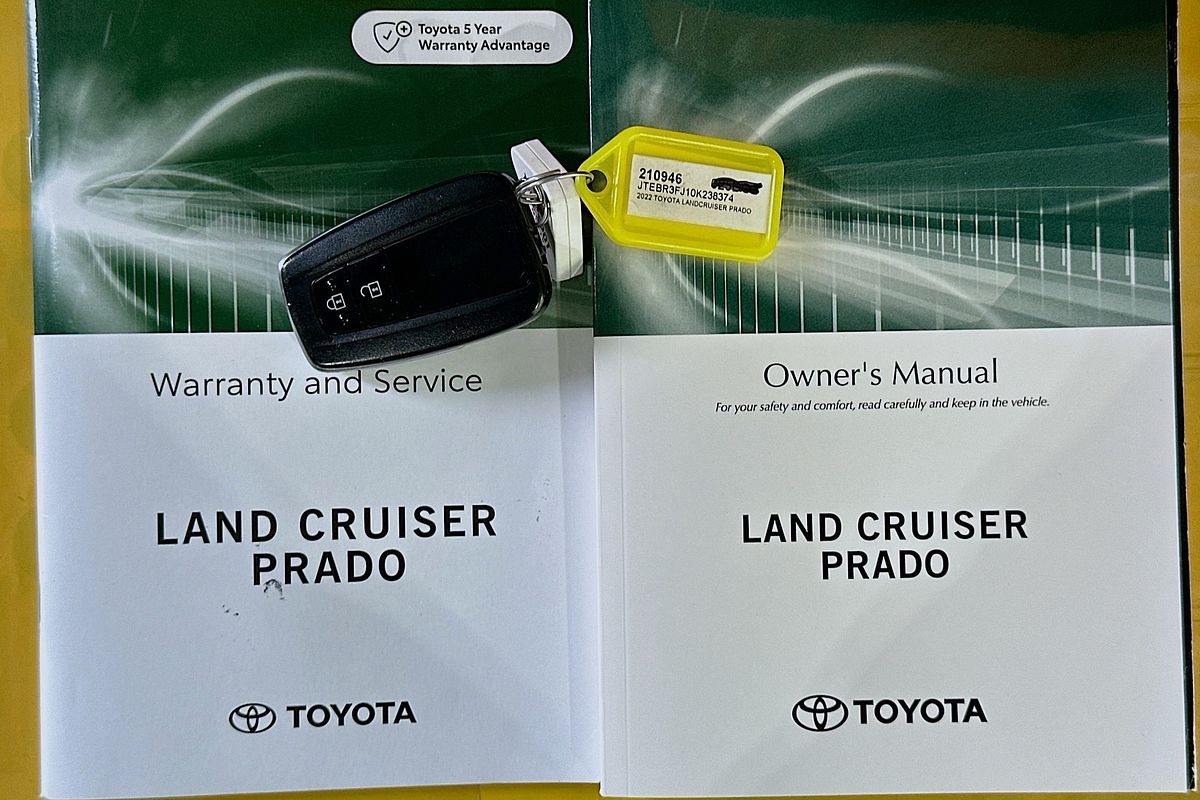 Toyota 5 Year
Warranty Advantage
210946
JTEBR3FJ10K238374
2022 TOYOTA LANDCRUISER PRADO
Warranty and Service
LAND CRUISER
PRADO
TOYOTA
Owner's Manual
For your safety and comfort, read carefully and keep in the vehicle.
LAND CRUISER
PRADO
TOYOTA